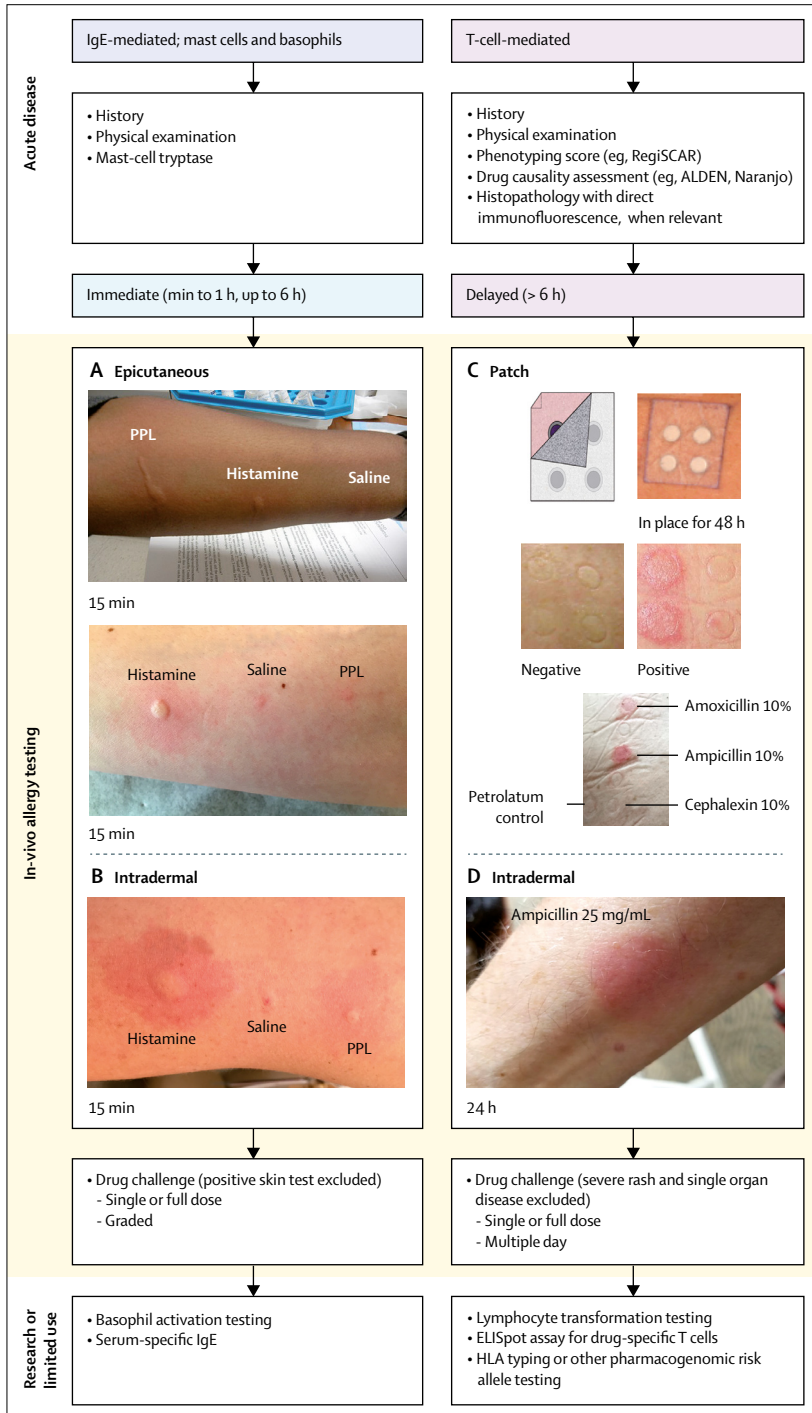 Acute disease
IgE-mediated; mast cells and basophils
• History
• Physical examination
• Mast-cell tryptase
Immediate (min to 1 h, up to 6 h)
T-cell-mediated
• History
• Physical examination
• Phenotyping score (eg, RegiSCAR)
• Drug causality assessment (eg, ALDEN, Naranjo)
• Histopathology with direct
immunofluorescence, when relevant
Delayed (> 6 h)
In-vivo allergy testing
A Epicutaneous
PPL
Histamine
Saline
15 min
Histamine
Saline
PPL
15 min
B Intradermal
Histamine
Saline
PPL
15 min
C Patch
In place for 48 h
Negative
Positive
Amoxicillin 10%
Ampicillin 10%
Petrolatum
control
Cephalexin 10%
D Intradermal
Ampicillin 25 mg/mL
24 h
• Drug challenge (positive skin test excluded)
- Single or full dose
- Graded
• Drug challenge (severe rash and single organ
disease excluded)
- Single or full dose
- Multiple day
Research or
limited use
• Basophil activation testing
• Serum-specific IgE
• Lymphocyte transformation testing
• ELISpot assay for drug-specific T cells
• HLA typing or other pharmacogenomic risk
allele testing